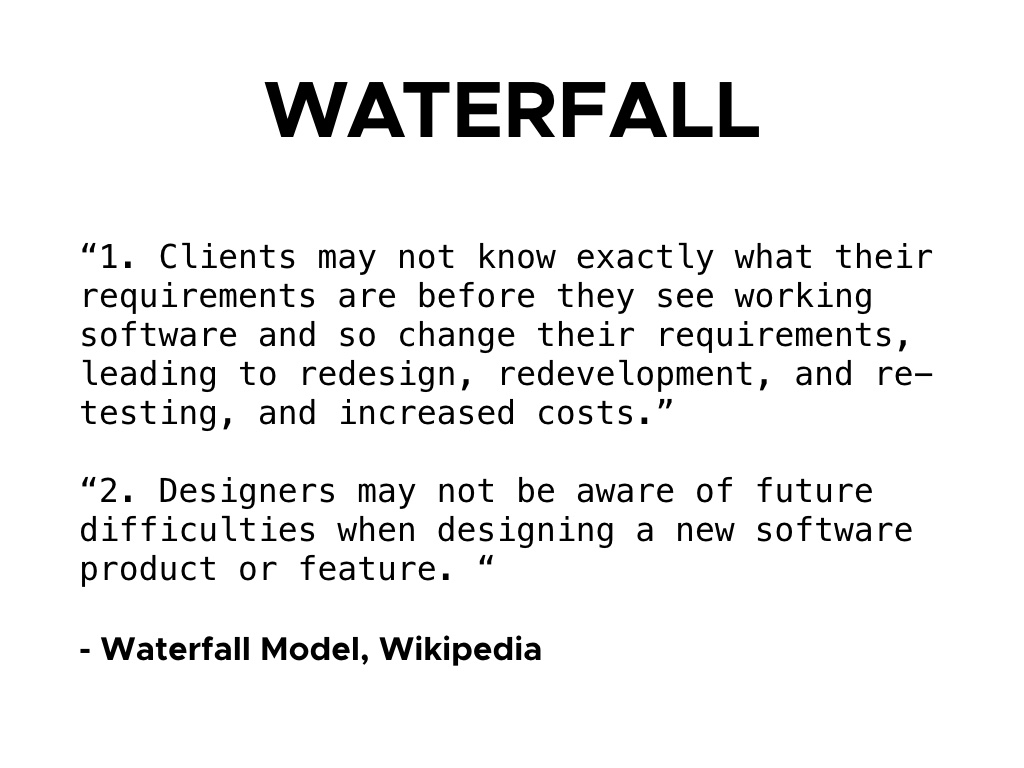 WATERFALL
“1. Clients may not know exactly what their
requirements are before they see working
software and so change their requirements,
leading to redesign, redevelopment, and re-
testing, and increased costs.”
“2. Designers may not be aware of future
difficulties when designing a new software
product or feature. “
- Waterfall Model, Wikipedia